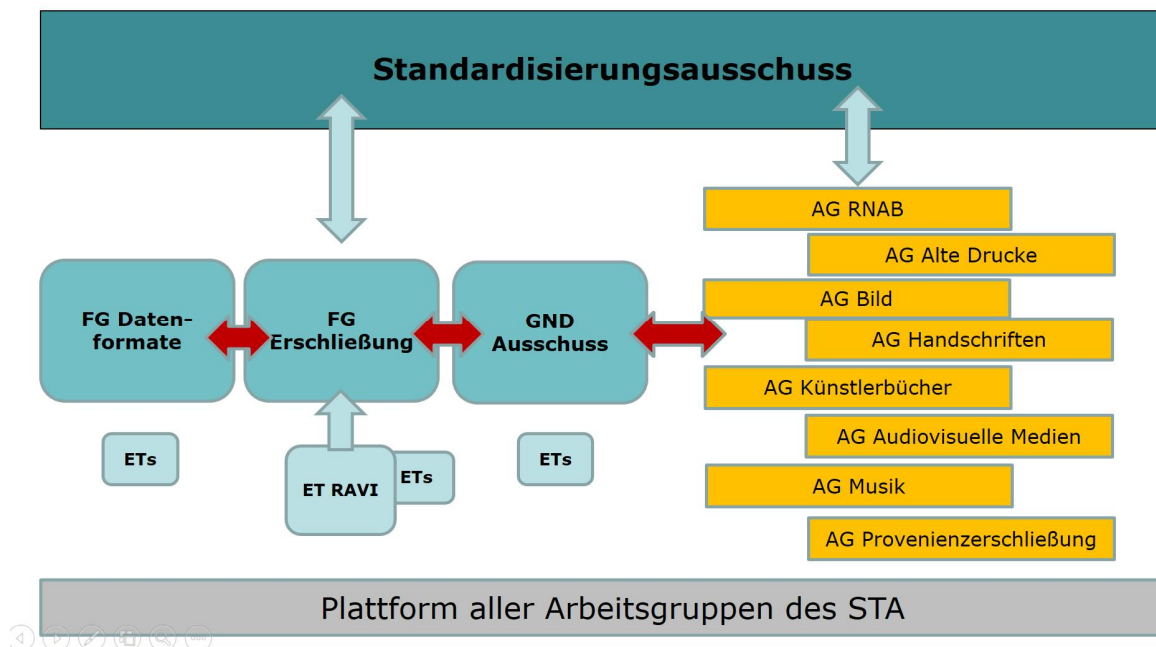 Standardisierungsausschuss
AG RNAB
AG Alte Drucke
AG Bild
AG Handschriften
AG Künstlerbücher
AG Audiovisuelle Medien
AG Musik
AG Provenienzerschließung
FG Daten-
formate
FG
Erschließung
GND
Ausschuss
ETs
ET RAVI
ETs
ETs
Plattform aller Arbeitsgruppen des STA